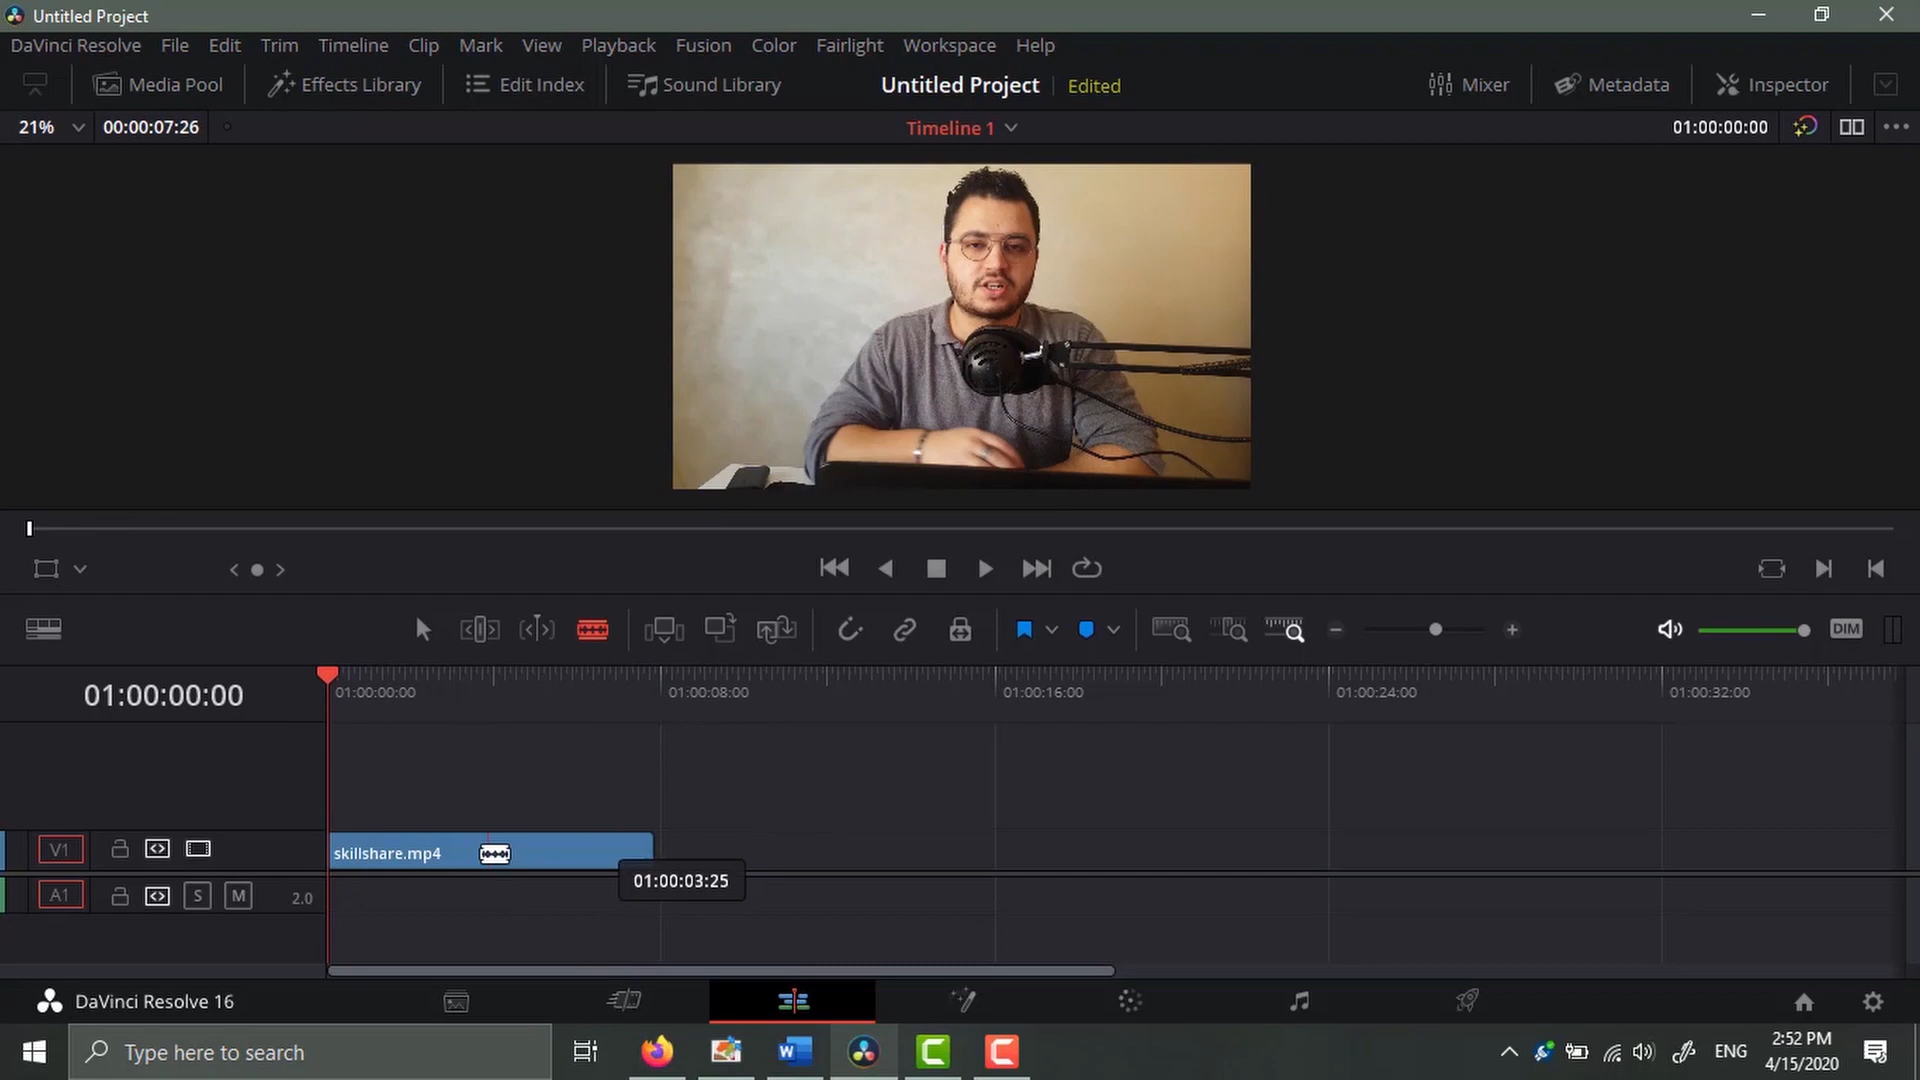 Untitled Project
DaVinci Resolve File Edit Trim Timeline Clip Mark View Playback Fusion Color Fairlight Workspace Help
Media Pool Effects Library Edit Index Sound Library Untitled Project Edited Mixer Metadata Inspector
21% 00:00:07:26 Timeline 1 01:00:00:00
DIM
01:00:00:00 01:00:00:00 01:00:08:00 01:00:16:00 01:00:24:00 01:00:32:00
V1 skillshare.mp4
01:00:03:25
A1 S M 2.0
DaVinci Resolve 16
Type here to search W ENG 2:52 PM
4/15/2020